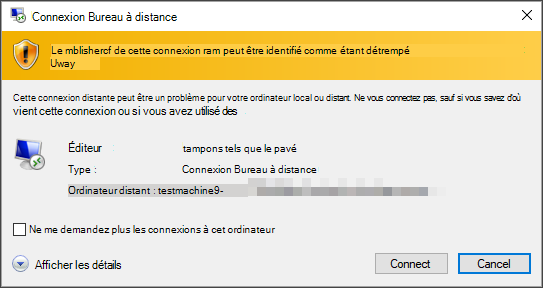 Connexion Bureau à distance
Le mblishercf de cette connexion ram peut être identifié comme étant détrempé
Uway
Cette connexion distante peut être un problème pour votre ordinateur local ou distant. Ne vous connectez pas, sauf si vous savez d'où
vient cette connexion ou si vous avez utilisé des
Éditeur tampons tels que le pavé
Type : Connexion Bureau à distance
Ordinateur distant : testmachine9-
Ne me demandez plus les connexions à cet ordinateur
Afficher les détails
Connect
Cancel